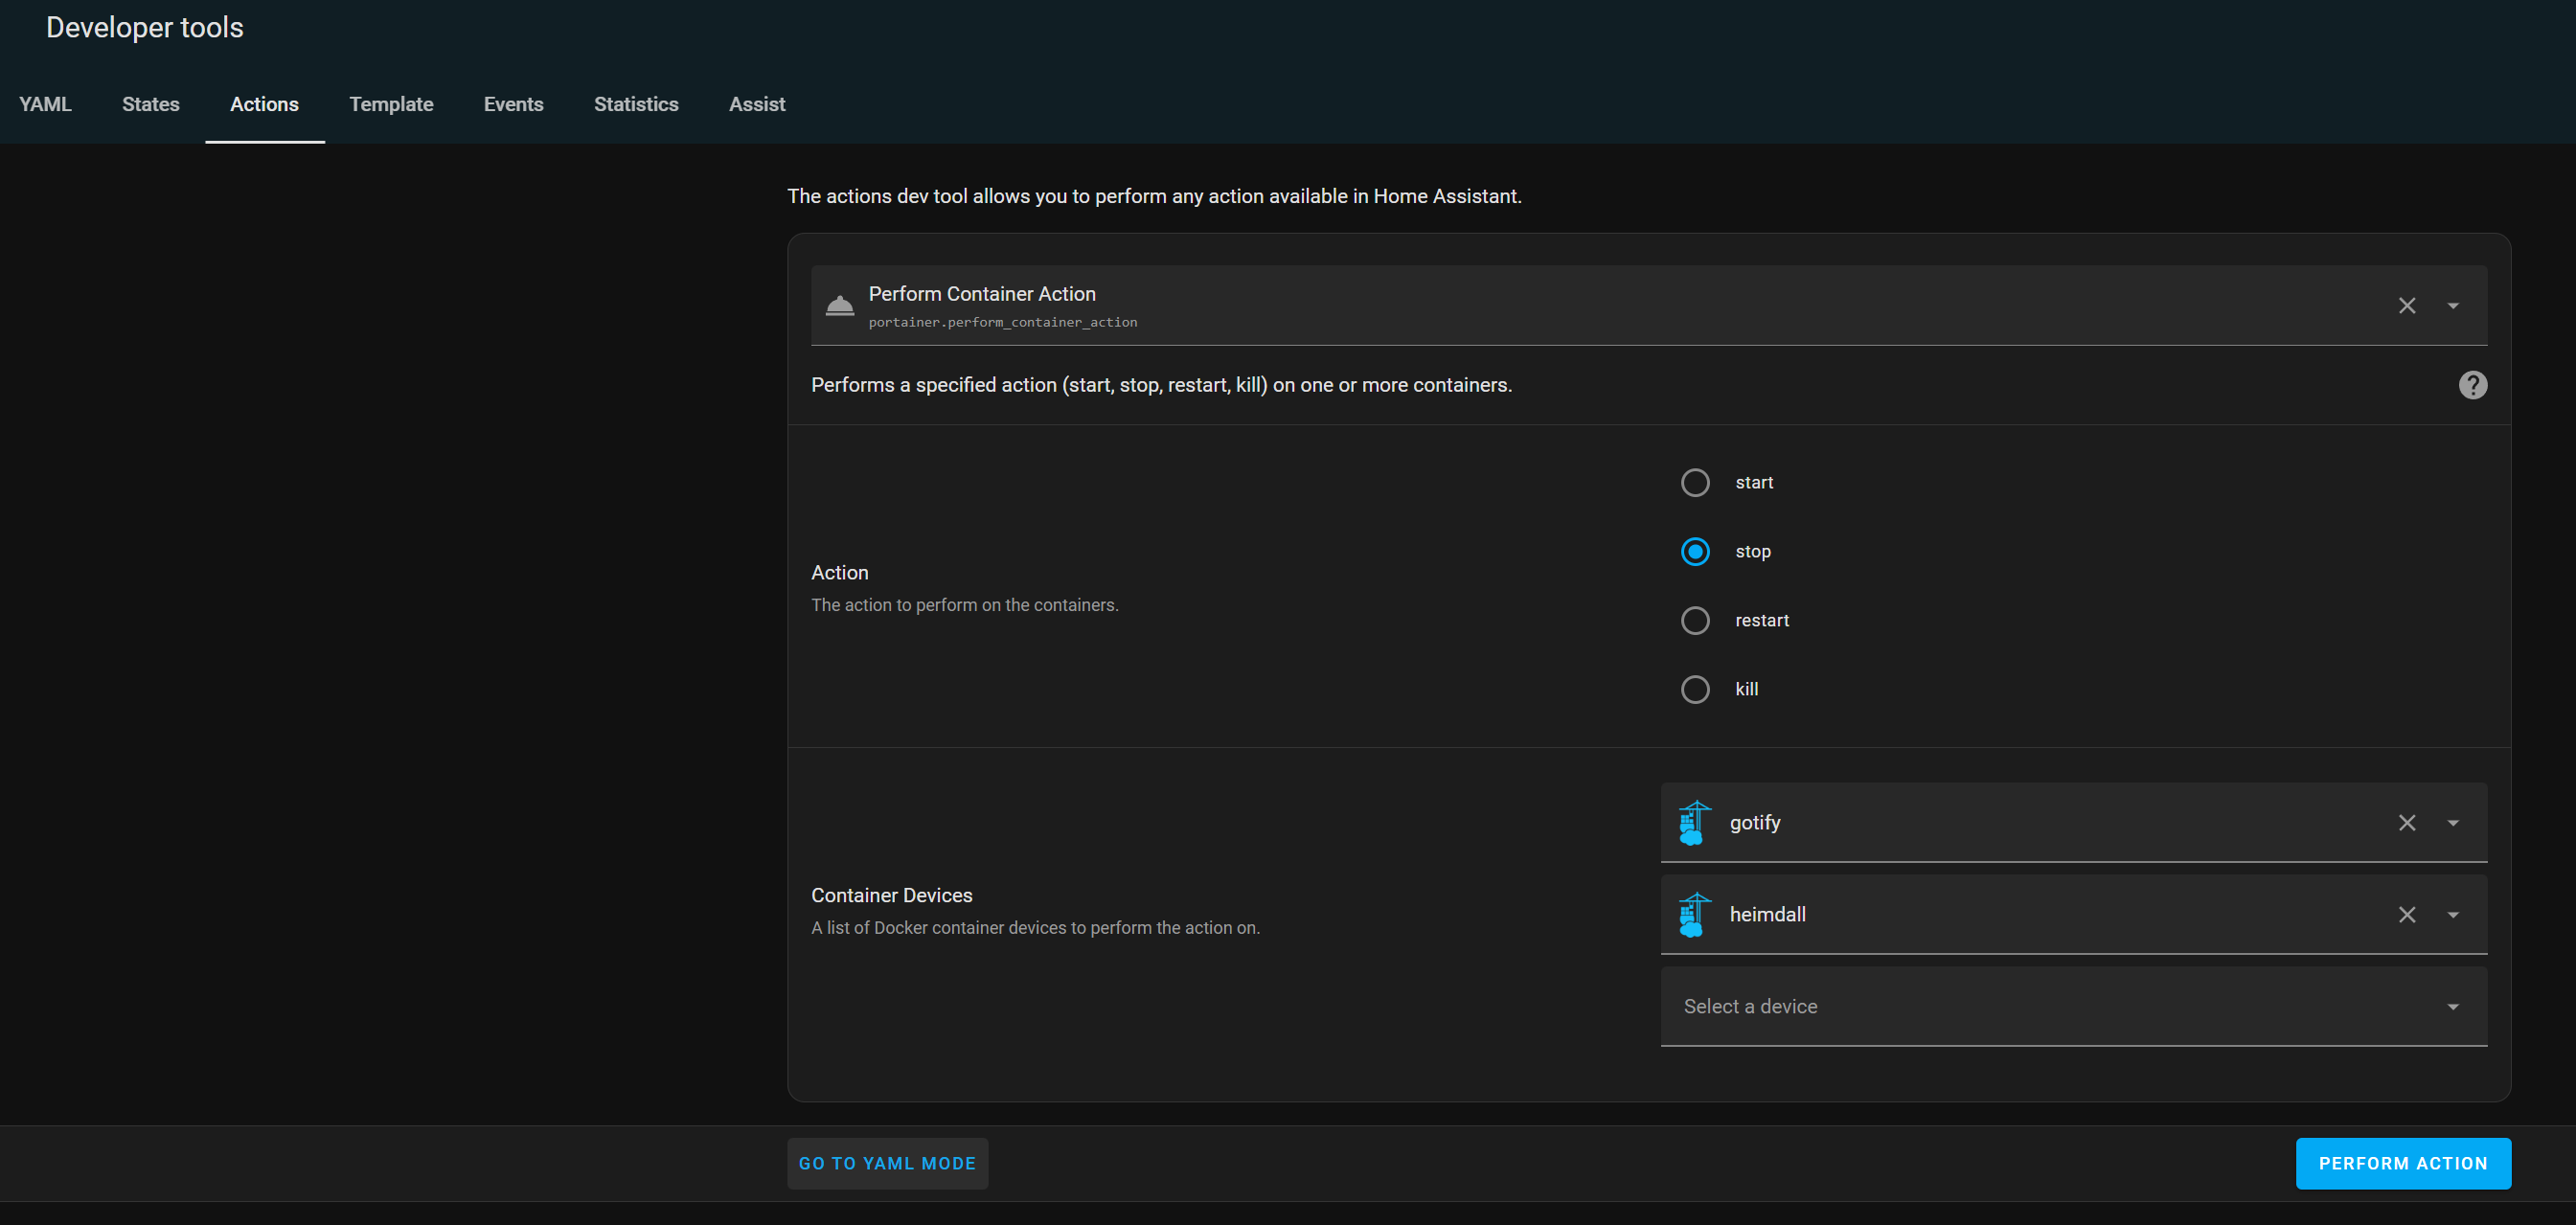 Developer tools
YAML States Actions Template Events Statistics Assist
The actions dev tool allows you to perform any action available in Home Assistant.
Perform Container Action
portainer.perform_container_action
Performs a specified action (start, stop, restart, kill) on one or more containers.
start
stop
Action
The action to perform on the containers.
restart
kill
gotify
Container Devices
A list of Docker container devices to perform the action on.
heimdall
Select a device
GO TO YAML MODE
PERFORM ACTION